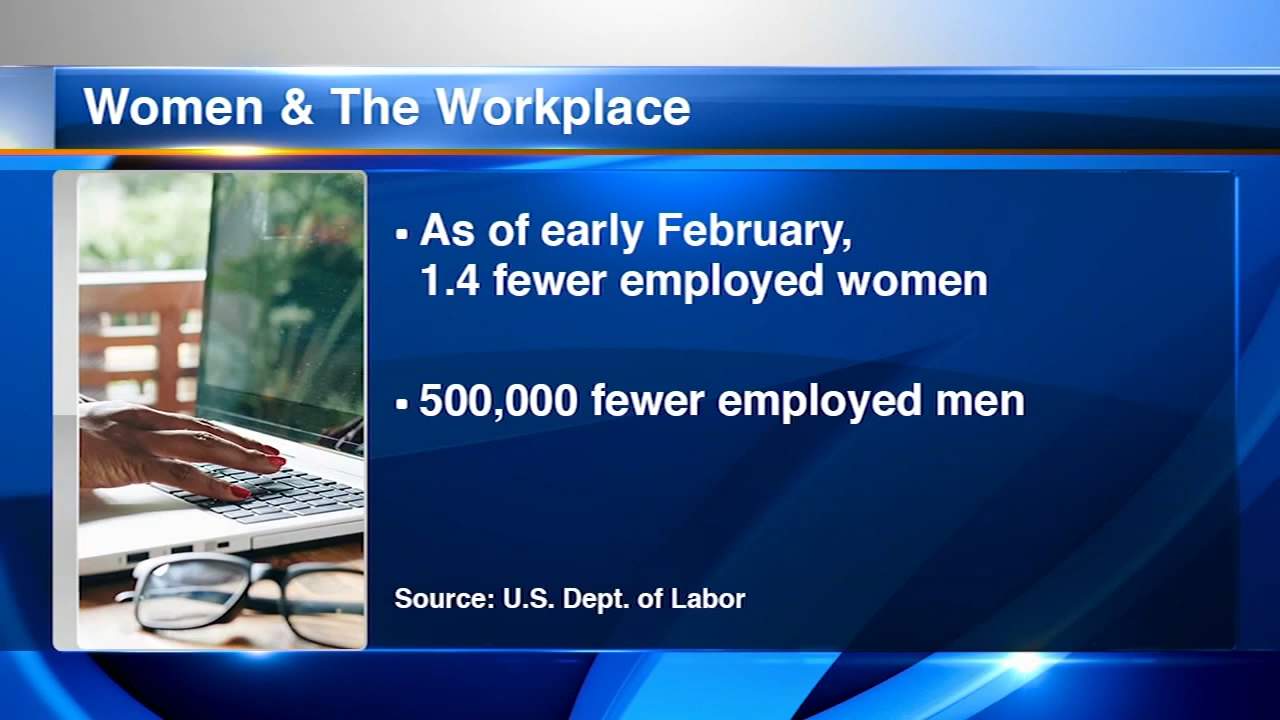 Women & The Workplace
▪ As of early February,
1.4 fewer employed women
▪ 500,000 fewer employed men
Source: U.S. Dept. of Labor